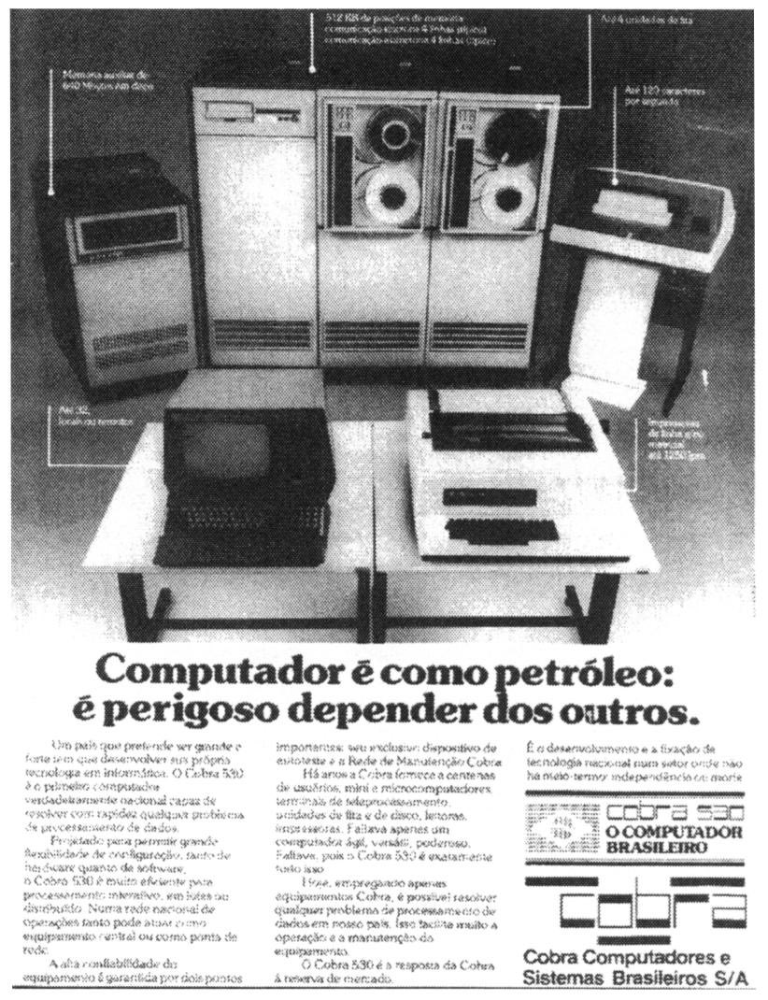 512 KB de posições de memória
comunicação síncrona 4 linhas (típico)
comunicação assíncrona 4 linhas (típico)
Até 4 unidades de fita
Memória auxiliar de
640 Mbytes em disco
Até 120 caracteres
por segundo
Até 32,
locais ou remotos
Impressoras
de linha
até 1250 lpm
Computador é como petróleo:
é perigoso depender dos outros.
Um país que pretende ser grande e
forte tem que desenvolver sua própria
tecnologia em informática. O Cobra 530
é o primeiro computador
verdadeiramente nacional capaz de
resolver com rapidez qualquer problema
de processamento de dados.
Projetado para permitir grande
flexibilidade de configuração, tanto de
hardware quanto de software,
o Cobra 530 é muito eficiente para
processamento interativo, em lotes ou
distribuído. Numa rede nacional de
operações tanto pode atuar como
equipamento central ou como ponta de
rede.
A alta confiabilidade do
equipamento é garantida por dois pontos
importantes: seu exclusivo dispositivo de
autoteste e a Rede de Manutenção Cobra.
Há anos a Cobra fornece a centenas
de usuários, mini e microcomputadores,
terminais de teleprocessamento,
unidades de fita e de disco, leitoras,
impressoras. Faltava apenas um
computador ágil, versátil, poderoso.
Faltava, pois o Cobra 530 é exatamente
tudo isso.
Hoje, empregando apenas
equipamentos Cobra, é possível resolver
qualquer problema de processamento de
dados em nosso país. Isso facilita muito a
operação e a manutenção do
equipamento.
O Cobra 530 é a resposta da Cobra
à reserva de mercado.
É o desenvolvimento e a fixação de
tecnologia nacional num setor onde não
há meio-termo: independência ou morte.
cobra 530
O COMPUTADOR
BRASILEIRO
cobra
Cobra Computadores e
Sistemas Brasileiros S/A